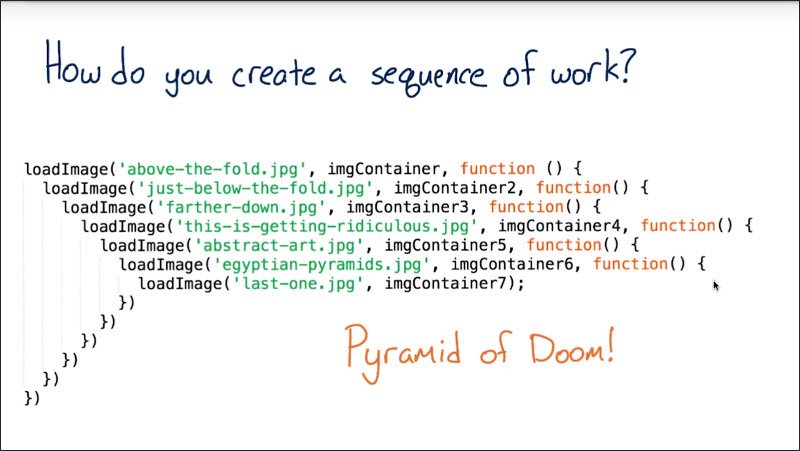 How do you create a sequence of work?
loadImage('above-the-fold.jpg', imgContainer, function () {
loadImage('just-below-the-fold.jpg', imgContainer2, function() {
loadImage('farther-down.jpg', imgContainer3, function() {
loadImage('this-is-getting-ridiculous.jpg', imgContainer4, function() {
loadImage('abstract-art.jpg', imgContainer5, function() {
loadImage('egyptian-pyramids.jpg', imgContainer6, function() {
loadImage('last-one.jpg', imgContainer7);
})
})
})
})
})
})
Pyramid of Doom!